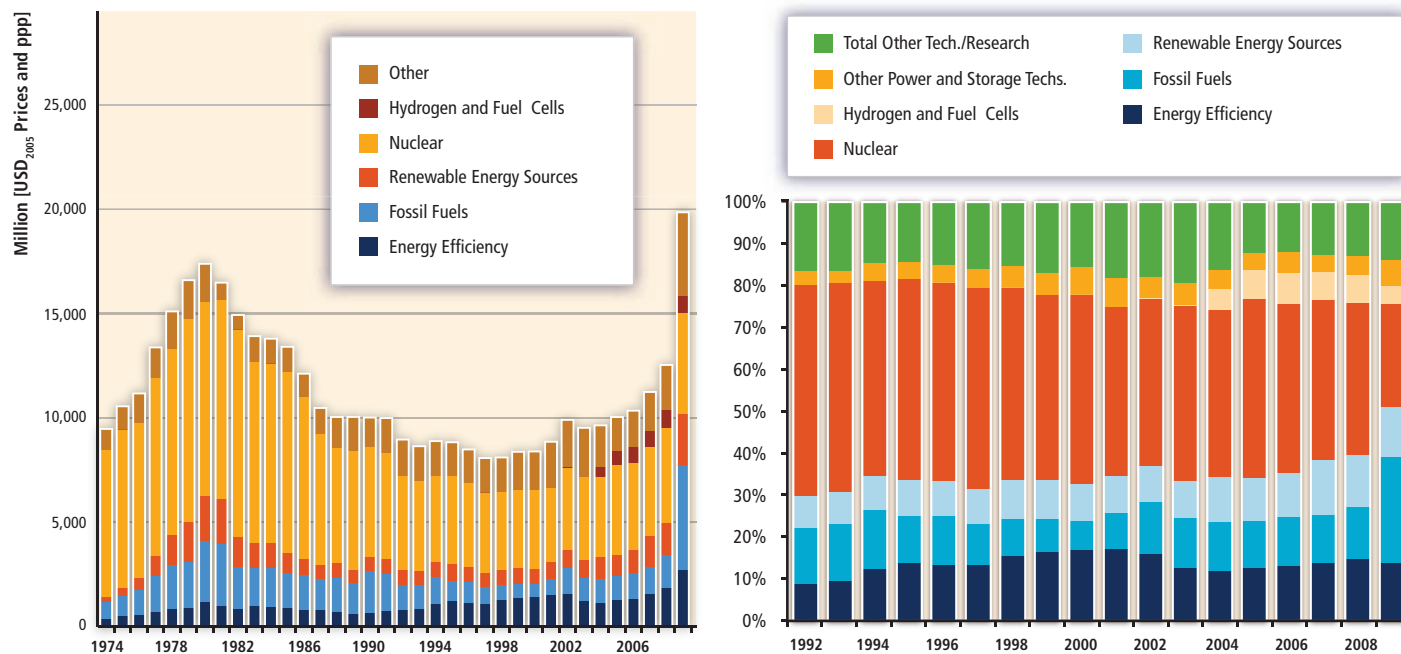 Million [USD2005 Prices and ppp]
25,000
20,000
15,000
10,000
5,000
0
Other
Hydrogen and Fuel Cells
Nuclear
Renewable Energy Sources
Fossil Fuels
Energy Efficiency
1974 1978 1982 1986 1990 1994 1998 2002 2006
Total Other Tech./Research
Other Power and Storage Techs.
Hydrogen and Fuel Cells
Nuclear
Renewable Energy Sources
Fossil Fuels
Energy Efficiency
100%
90%
80%
70%
60%
50%
40%
30%
20%
10%
0%
1992 1994 1996 1998 2000 2002 2004 2006 2008